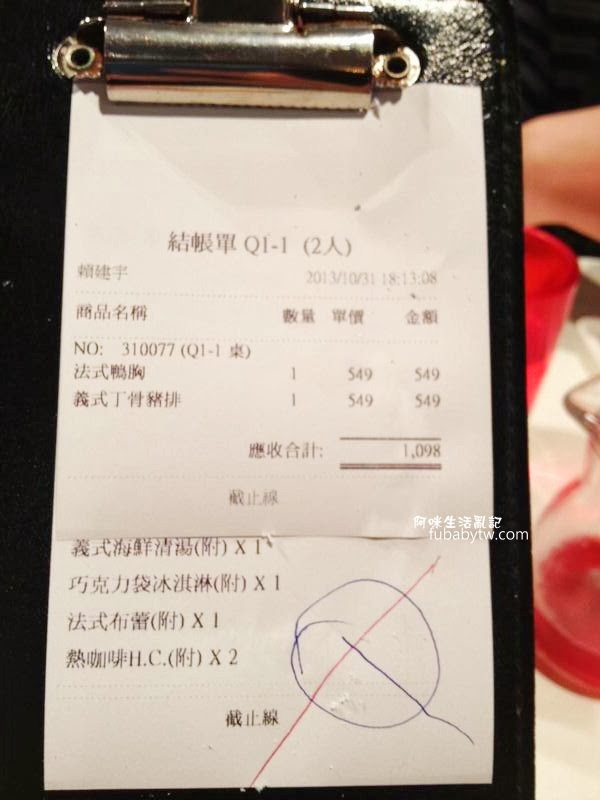 結帳單 Q1-1 (2人)
賴建宇 2013/10/31 18:13:08
商品名稱 數量 單價 金額
NO: 310077 (Q1-1 桌)
法式鴨胸 1 549 549
義式丁骨豬排 1 549 549
應收合計: 1,098
截止線
阿咪生活亂記
fubabytw.com
義式海鮮清湯(附) X 1
巧克力袋冰淇淋(附) X 1
法式布蕾(附) X 1
熱咖啡H.C.(附) X 2
截止線